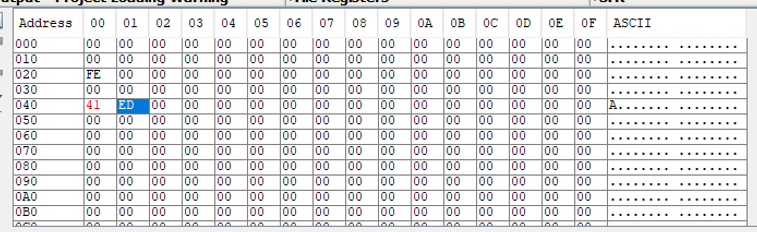 Output - Project Loading Warning File Registers
Address 00 01 02 03 04 05 06 07 08 09 0A 0B 0C 0D 0E 0F ASCII
000 00 00 00 00 00 00 00 00 00 00 00 00 00 00 00 00 ........ ........
010 00 00 00 00 00 00 00 00 00 00 00 00 00 00 00 00 ........ ........
020 FE 00 00 00 00 00 00 00 00 00 00 00 00 00 00 00 ........ ........
030 00 00 00 00 00 00 00 00 00 00 00 00 00 00 00 00 ........ ........
040 41 ED 00 00 00 00 00 00 00 00 00 00 00 00 00 00 A....... ........
050 00 00 00 00 00 00 00 00 00 00 00 00 00 00 00 00 ........ ........
060 00 00 00 00 00 00 00 00 00 00 00 00 00 00 00 00 ........ ........
070 00 00 00 00 00 00 00 00 00 00 00 00 00 00 00 00 ........ ........
080 00 00 00 00 00 00 00 00 00 00 00 00 00 00 00 00 ........ ........
090 00 00 00 00 00 00 00 00 00 00 00 00 00 00 00 00 ........ ........
0A0 00 00 00 00 00 00 00 00 00 00 00 00 00 00 00 00 ........ ........
0B0 00 00 00 00 00 00 00 00 00 00 00 00 00 00 00 00 ........ ........